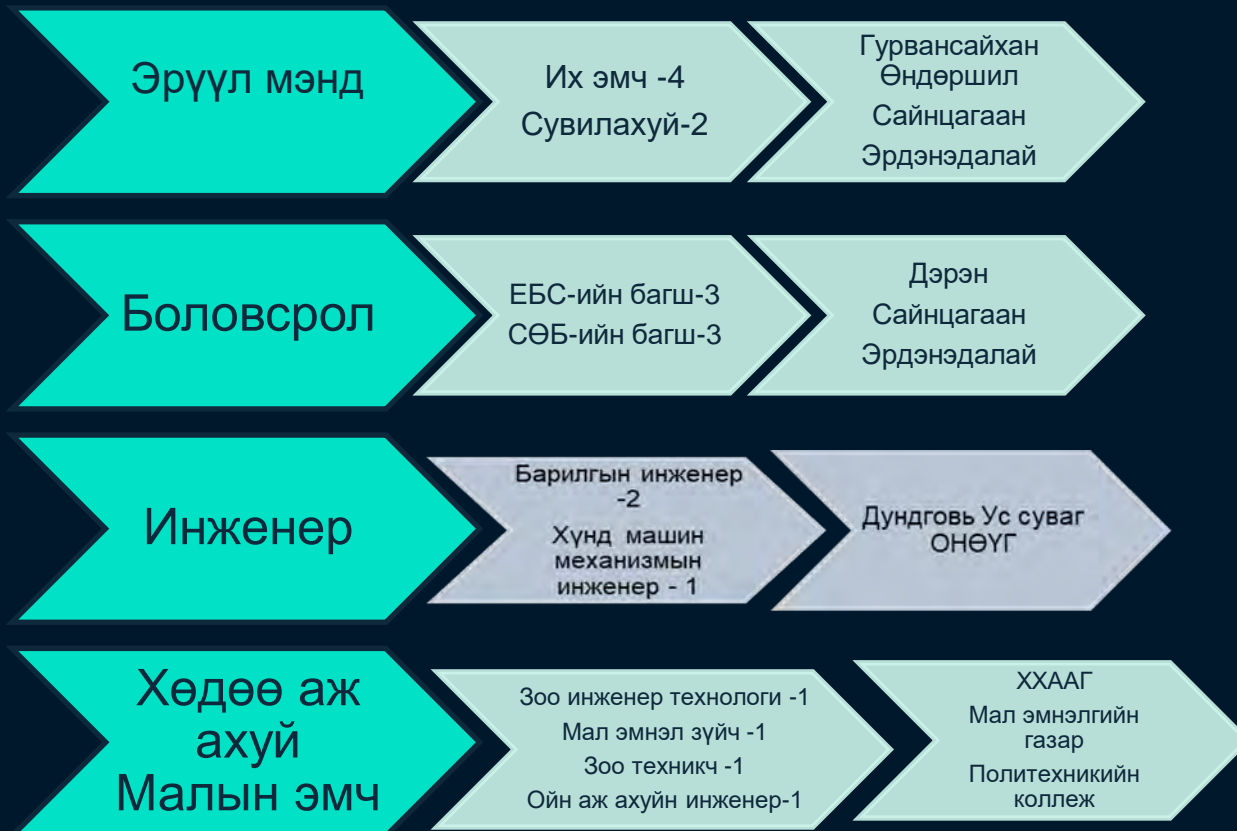 Эрүүл мэнд
Их эмч -4
Сувилахуй-2
Гурвансайхан
Өндөршил
Сайнцагаан
Эрдэнэдалай
Боловсрол
ЕБС-ийн багш-3
СӨБ-ийн багш-3
Дэрэн
Сайнцагаан
Эрдэнэдалай
Инженер
Барилгын инженер
-2
Хүнд машин
механизмын
инженер - 1
Дундговь Ус суваг
ОНӨҮГ
Хөдөө аж
ахуй
Малын эмч
Зоо инженер технологи -1
Мал эмнэл зүйч -1
Зоо техникч -1
Ойн аж ахуйн инженер-1
ХХААГ
Мал эмнэлгийн
газар
Политехникийн
коллеж